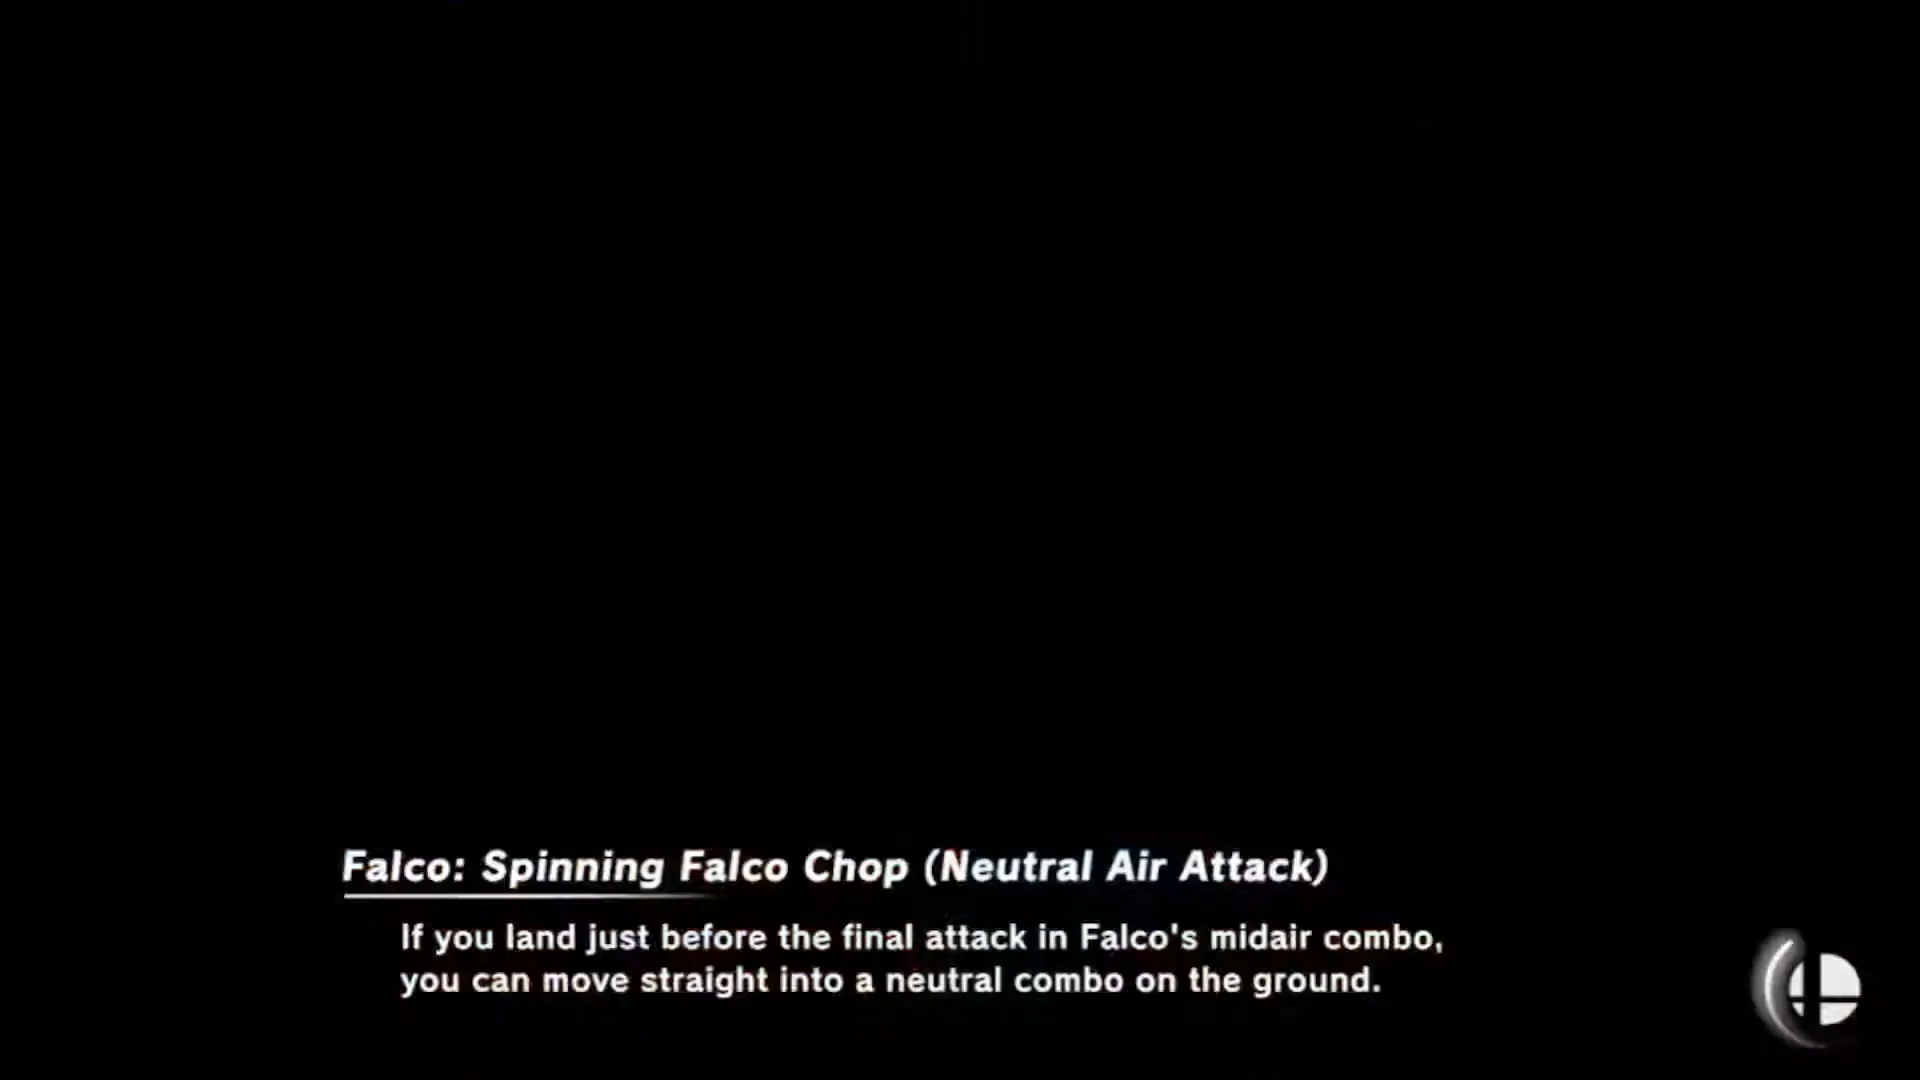 Falco: Spinning Falco Chop (Neutral Air Attack)
If you land just before the final attack in Falco's midair combo,
you can move straight into a neutral combo on the ground.